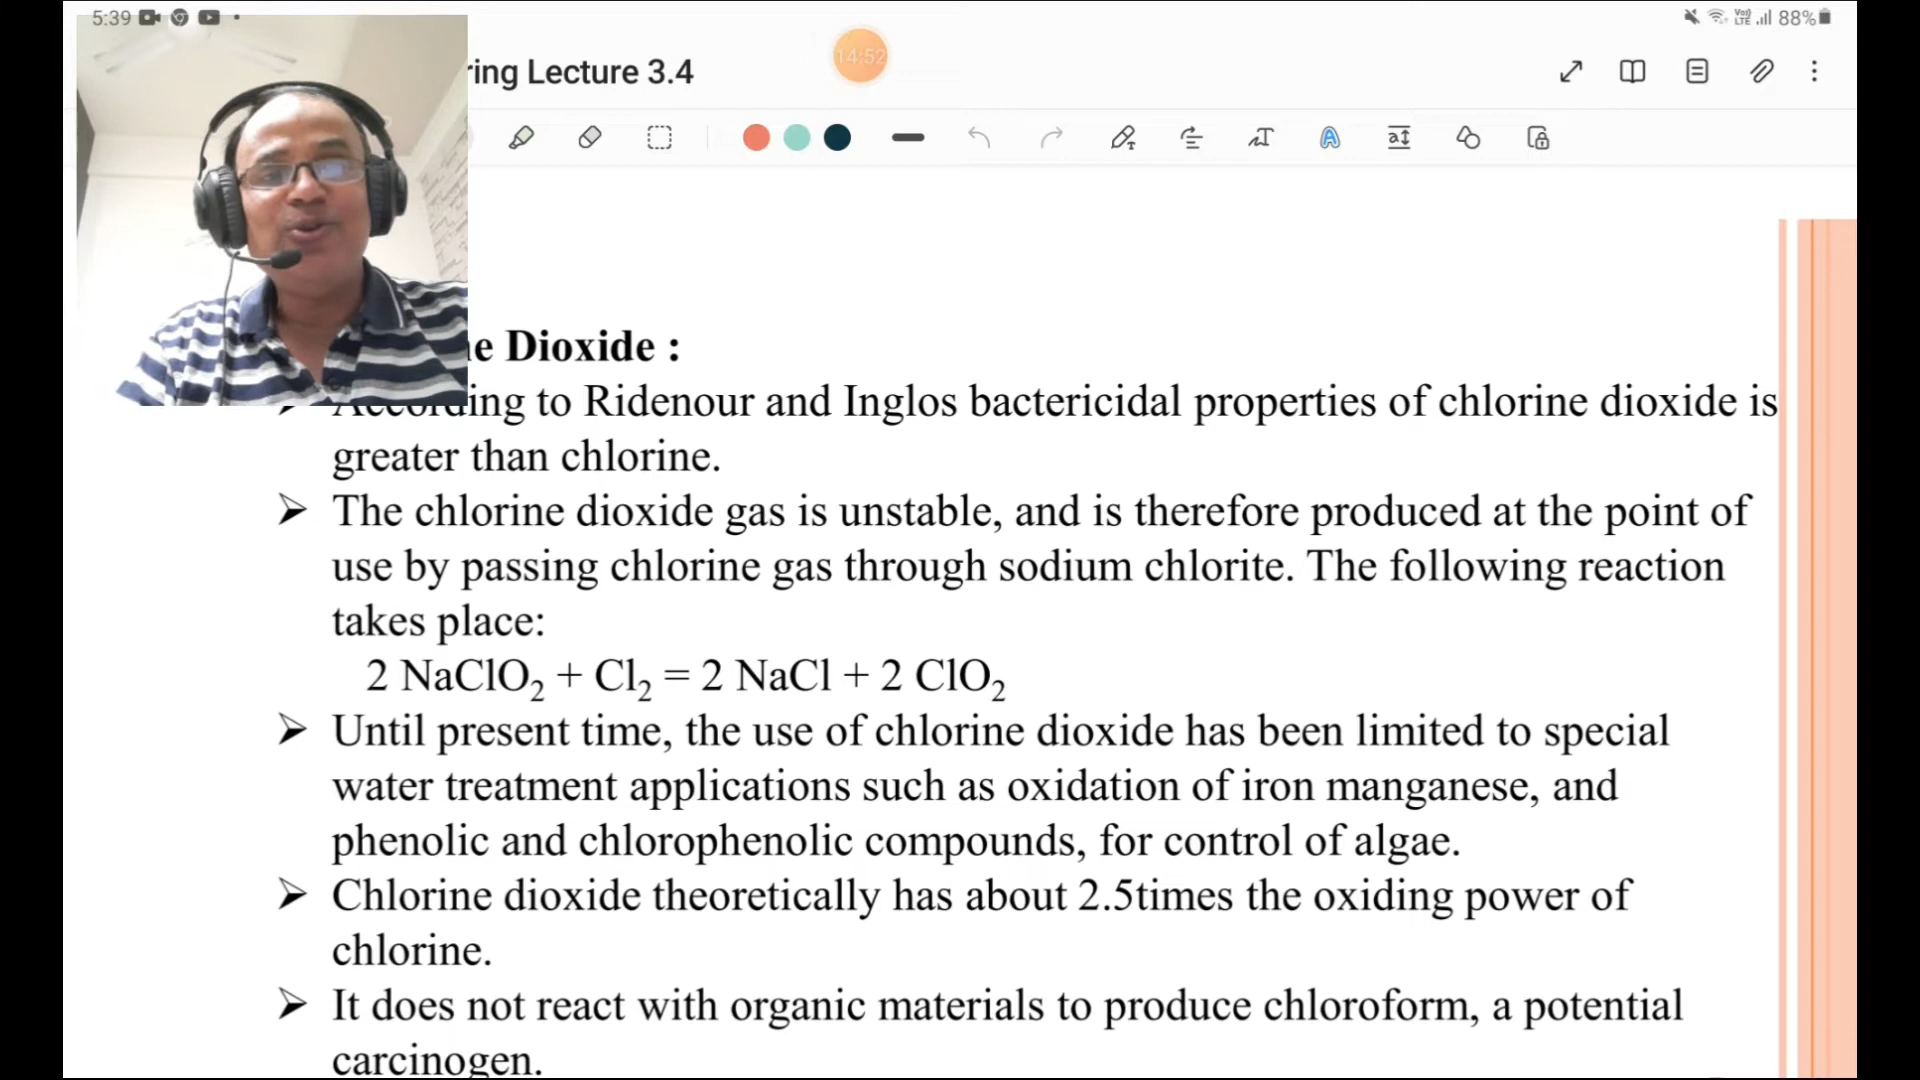 5:39
Vo) LTE 88%
14:52
ring Lecture 3.4
e Dioxide :
According to Ridenour and Inglos bactericidal properties of chlorine dioxide is
greater than chlorine.
➢ The chlorine dioxide gas is unstable, and is therefore produced at the point of
use by passing chlorine gas through sodium chlorite. The following reaction
takes place:
2 NaClO₂ + Cl₂ = 2 NaCl + 2 ClO₂
➢ Until present time, the use of chlorine dioxide has been limited to special
water treatment applications such as oxidation of iron manganese, and
phenolic and chlorophenolic compounds, for control of algae.
➢ Chlorine dioxide theoretically has about 2.5times the oxiding power of
chlorine.
➢ It does not react with organic materials to produce chloroform, a potential
carcinogen.